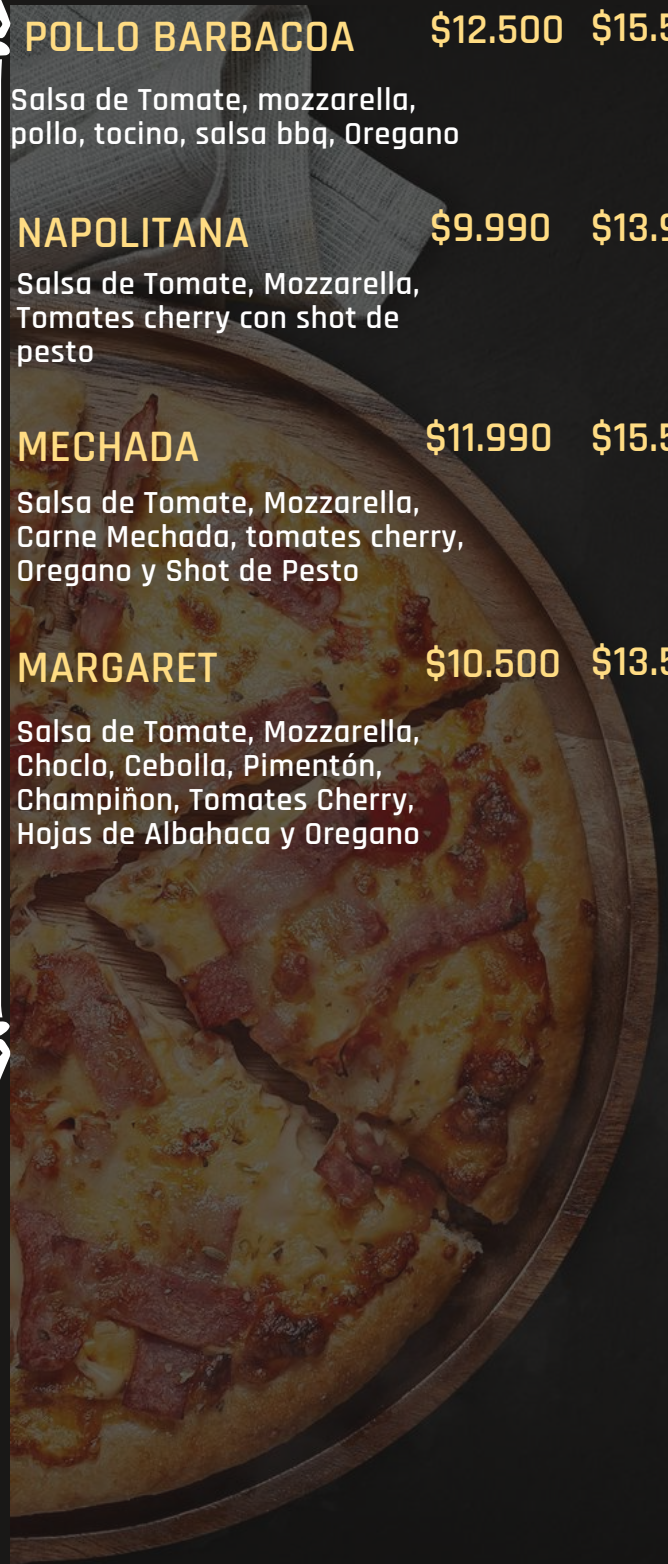 POLLO BARBACOA $12.500
Salsa de Tomate, mozzarella,
pollo, tocino, salsa bbq, Oregano
NAPOLITANA $9.990
Salsa de Tomate, Mozzarella,
Tomates cherry con shot de
pesto
MECHADA $11.990
Salsa de Tomate, Mozzarella,
Carne Mechada, tomates cherry,
Oregano y Shot de Pesto
MARGARET $10.500
Salsa de Tomate, Mozzarella,
Choclo, Cebolla, Pimentón,
Champiñon, Tomates Cherry,
Hojas de Albahaca y Oregano